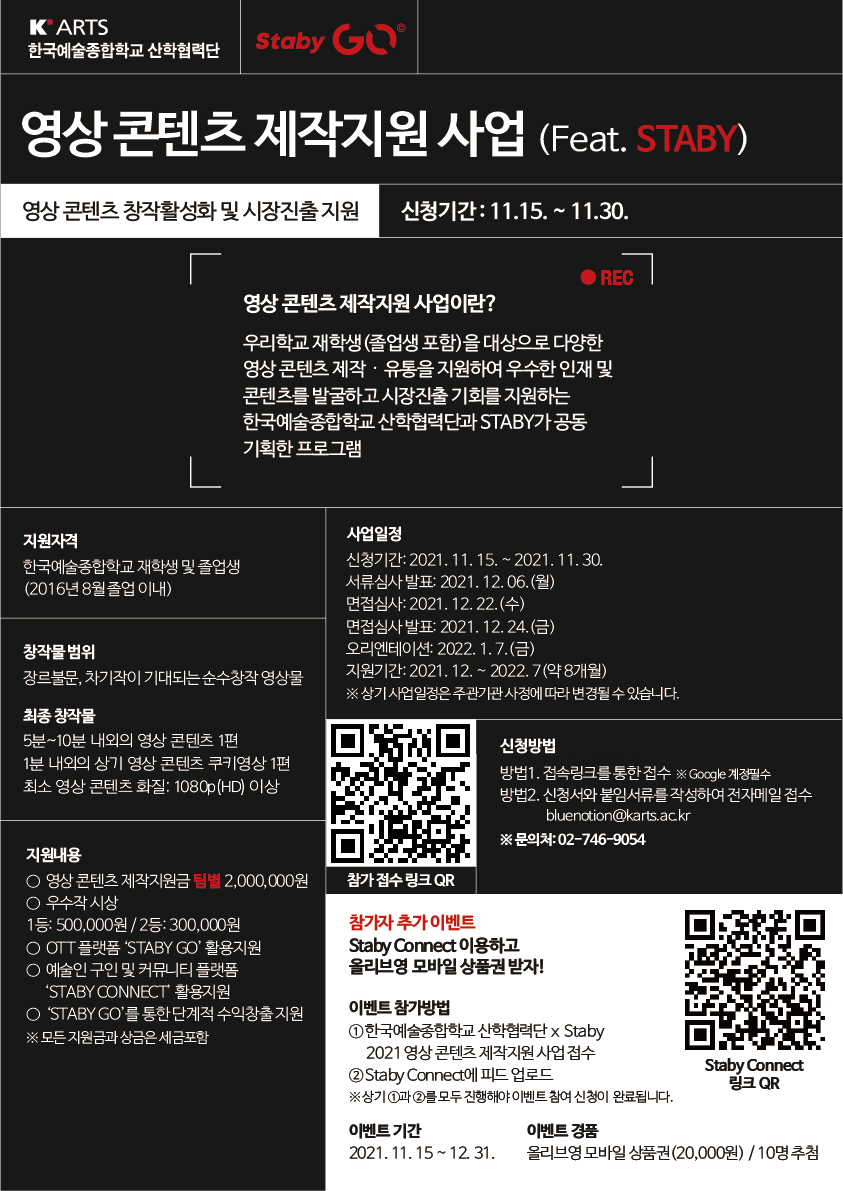 K ARTS
한국예술종합학교 산학협력단
Staby GO©
영상 콘텐츠 제작지원 사업 (Feat. STABY)
영상 콘텐츠 창작활성화 및 시장진출 지원
신청기간 : 11.15. ~ 11.30.
REC
영상 콘텐츠 제작지원 사업이란?
우리학교 재학생(졸업생 포함)을 대상으로 다양한
영상 콘텐츠 제작 · 유통을 지원하여 우수한 인재 및
콘텐츠를 발굴하고 시장진출 기회를 지원하는
한국예술종합학교 산학협력단과 STABY가 공동
기획한 프로그램
지원자격
한국예술종합학교 재학생 및 졸업생
(2016년 8월 졸업 이내)
창작물 범위
장르불문, 차기작이 기대되는 순수창작 영상물
최종 창작물
5분~10분 내외의 영상 콘텐츠 1편
1분 내외의 상기 영상 콘텐츠 쿠키영상 1편
최소 영상 콘텐츠 화질: 1080p(HD) 이상
지원내용
○ 영상 콘텐츠 제작지원금 팀별 2,000,000원
○ 우수작 시상
1등: 500,000원 / 2등: 300,000원
○ OTT 플랫폼 ‘STABY GO’ 활용지원
○ 예술인 구인 및 커뮤니티 플랫폼
‘STABY CONNECT’ 활용지원
○ ‘STABY GO’를 통한 단계적 수익창출 지원
※ 모든 지원금과 상금은 세금포함
사업일정
신청기간: 2021. 11. 15. ~ 2021. 11. 30.
서류심사 발표: 2021. 12. 06.(월)
면접심사: 2021. 12. 22.(수)
면접심사 발표: 2021. 12. 24.(금)
오리엔테이션: 2022. 1. 7.(금)
지원기간: 2021. 12. ~ 2022. 7(약 8개월)
※ 상기 사업일정은 주관기관 사정에 따라 변경될 수 있습니다.
참가 접수 링크 QR
신청방법
방법1. 접속링크를 통한 접수 ※ Google 계정필수
방법2. 신청서와 붙임서류를 작성하여 전자메일 접수
bluenotion@karts.ac.kr
※ 문의처: 02-746-9054
참가자 추가 이벤트
Staby Connect 이용하고
올리브영 모바일 상품권 받자!
이벤트 참가방법
①한국예술종합학교 산학협력단 x Staby
2021 영상 콘텐츠 제작지원 사업 접수
②Staby Connect에 피드 업로드
※ 상기 ①과 ②를 모두 진행해야 이벤트 참여 신청이 완료됩니다.
Staby Connect
링크 QR
이벤트 기간
2021. 11. 15 ~ 12. 31.
이벤트 경품
올리브영 모바일 상품권(20,000원) / 10명 추첨